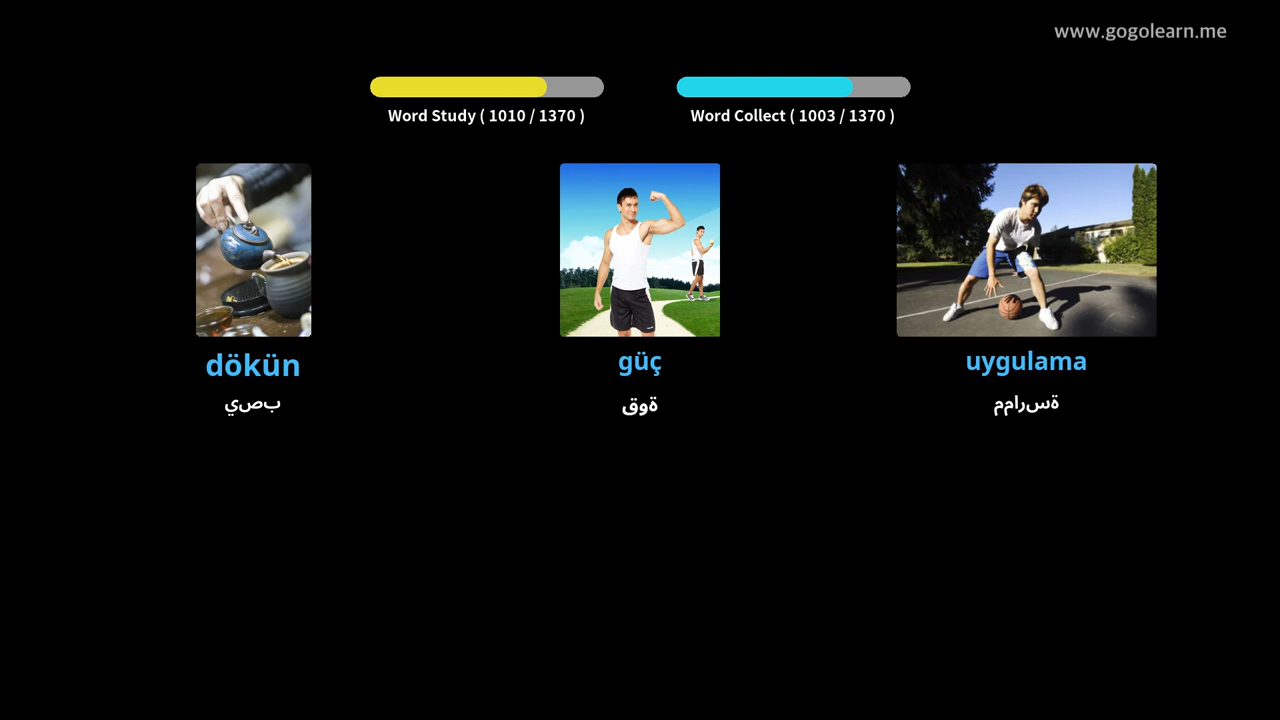 www.gogolearn.me
Word Study ( 1010 / 1370 )
Word Collect ( 1003 / 1370 )
dökün
güç
uygulama
بصي
ةوق
ةسرامم